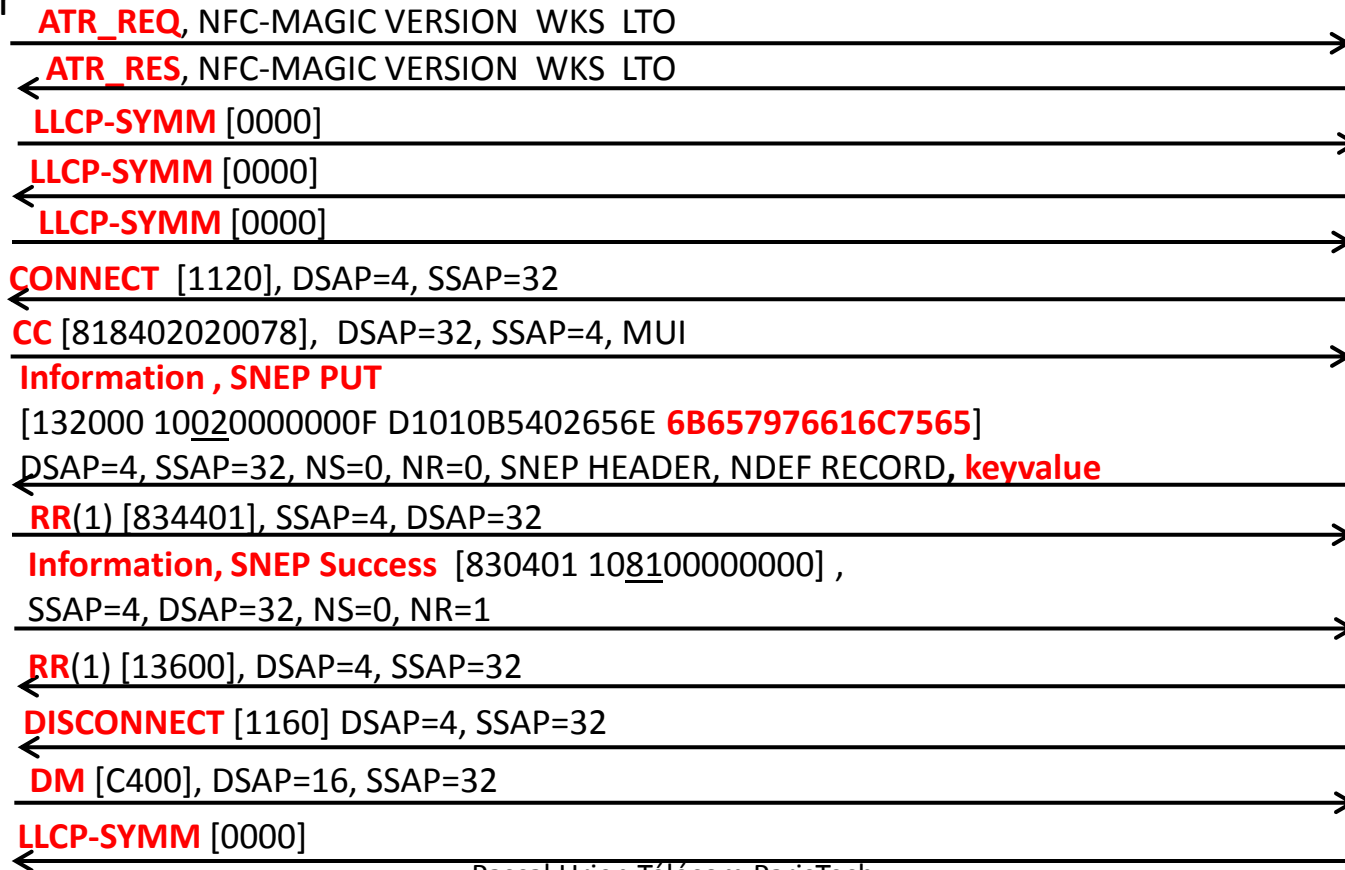 ATR_REQ, NFC-MAGIC VERSION WKS LTO
ATR_RES, NFC-MAGIC VERSION WKS LTO
LLCP-SYMM [0000]
LLCP-SYMM [0000]
LLCP-SYMM [0000]
CONNECT [1120], DSAP=4, SSAP=32
CC [818402020078], DSAP=32, SSAP=4, MUI
Information , SNEP PUT
[132000 10020000000F D1010B5402656E 6B657976616C7565]
DSAP=4, SSAP=32, NS=0, NR=0, SNEP HEADER, NDEF RECORD, keyvalue
RR(1) [834401], SSAP=4, DSAP=32
Information, SNEP Success [830401 108100000000] ,
SSAP=4, DSAP=32, NS=0, NR=1
RR(1) [13600], DSAP=4, SSAP=32
DISCONNECT [1160] DSAP=4, SSAP=32
DM [C400], DSAP=16, SSAP=32
LLCP-SYMM [0000]